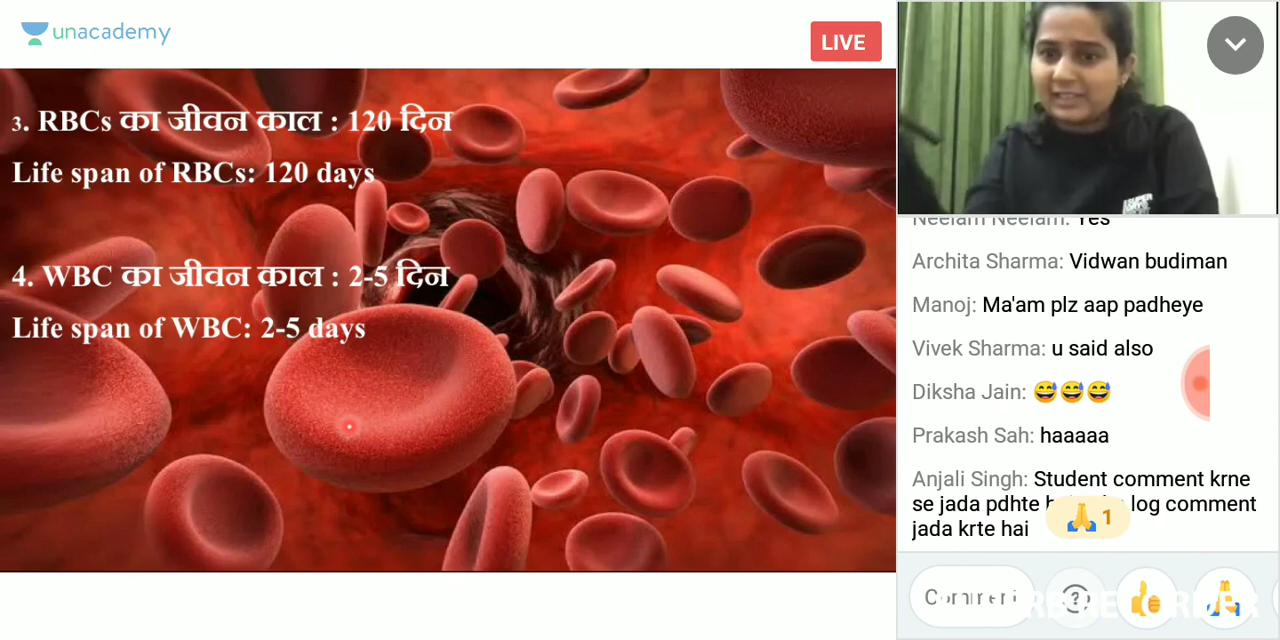 unacademy
LIVE
3. RBCs का जीवन काल : 120 दिन
Life span of RBCs: 120 days
4. WBC का जीवन काल : 2-5 दिन
Life span of WBC: 2-5 days
Neelam Neelam: Yes
Archita Sharma: Vidwan budiman
Manoj: Ma'am plz aap padheye
Vivek Sharma: u said also
Diksha Jain: 😅😅😅
Prakash Sah: haaaaa
Anjali Singh: Student comment krne
se jada pdhte log comment
jada krte hai
🙏 1